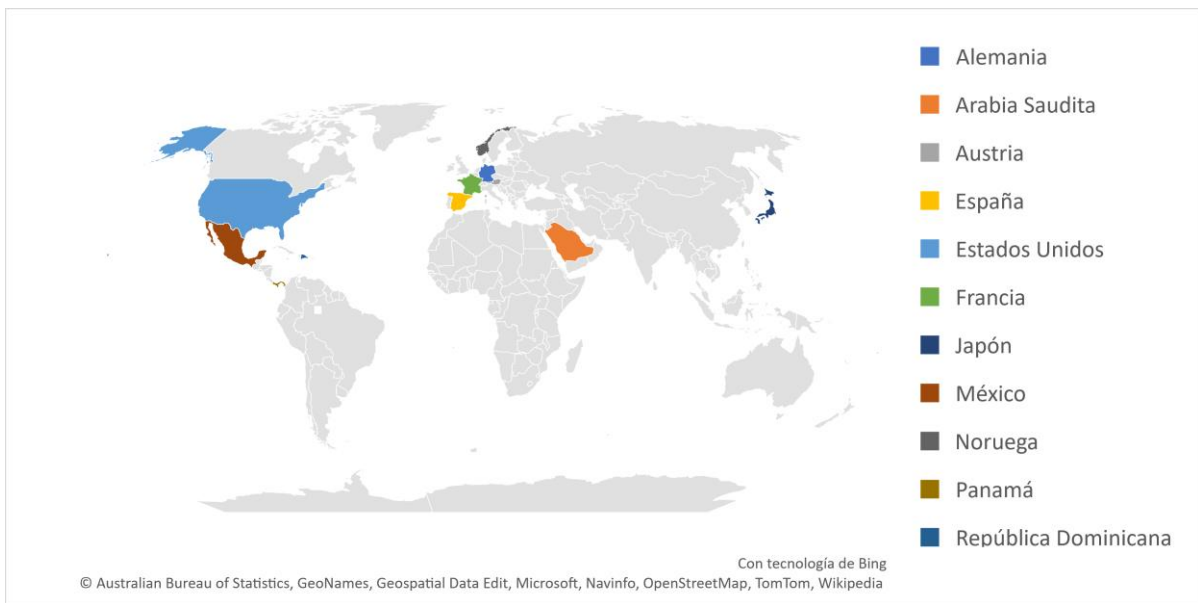 Alemania
Arabia Saudita
Austria
España
Estados Unidos
Francia
Japón
México
Noruega
Panamá
República Dominicana
Con tecnología de Bing
© Australian Bureau of Statistics, GeoNames, Geospatial Data Edit, Microsoft, Navinfo, OpenStreetMap, TomTom, Wikipedia